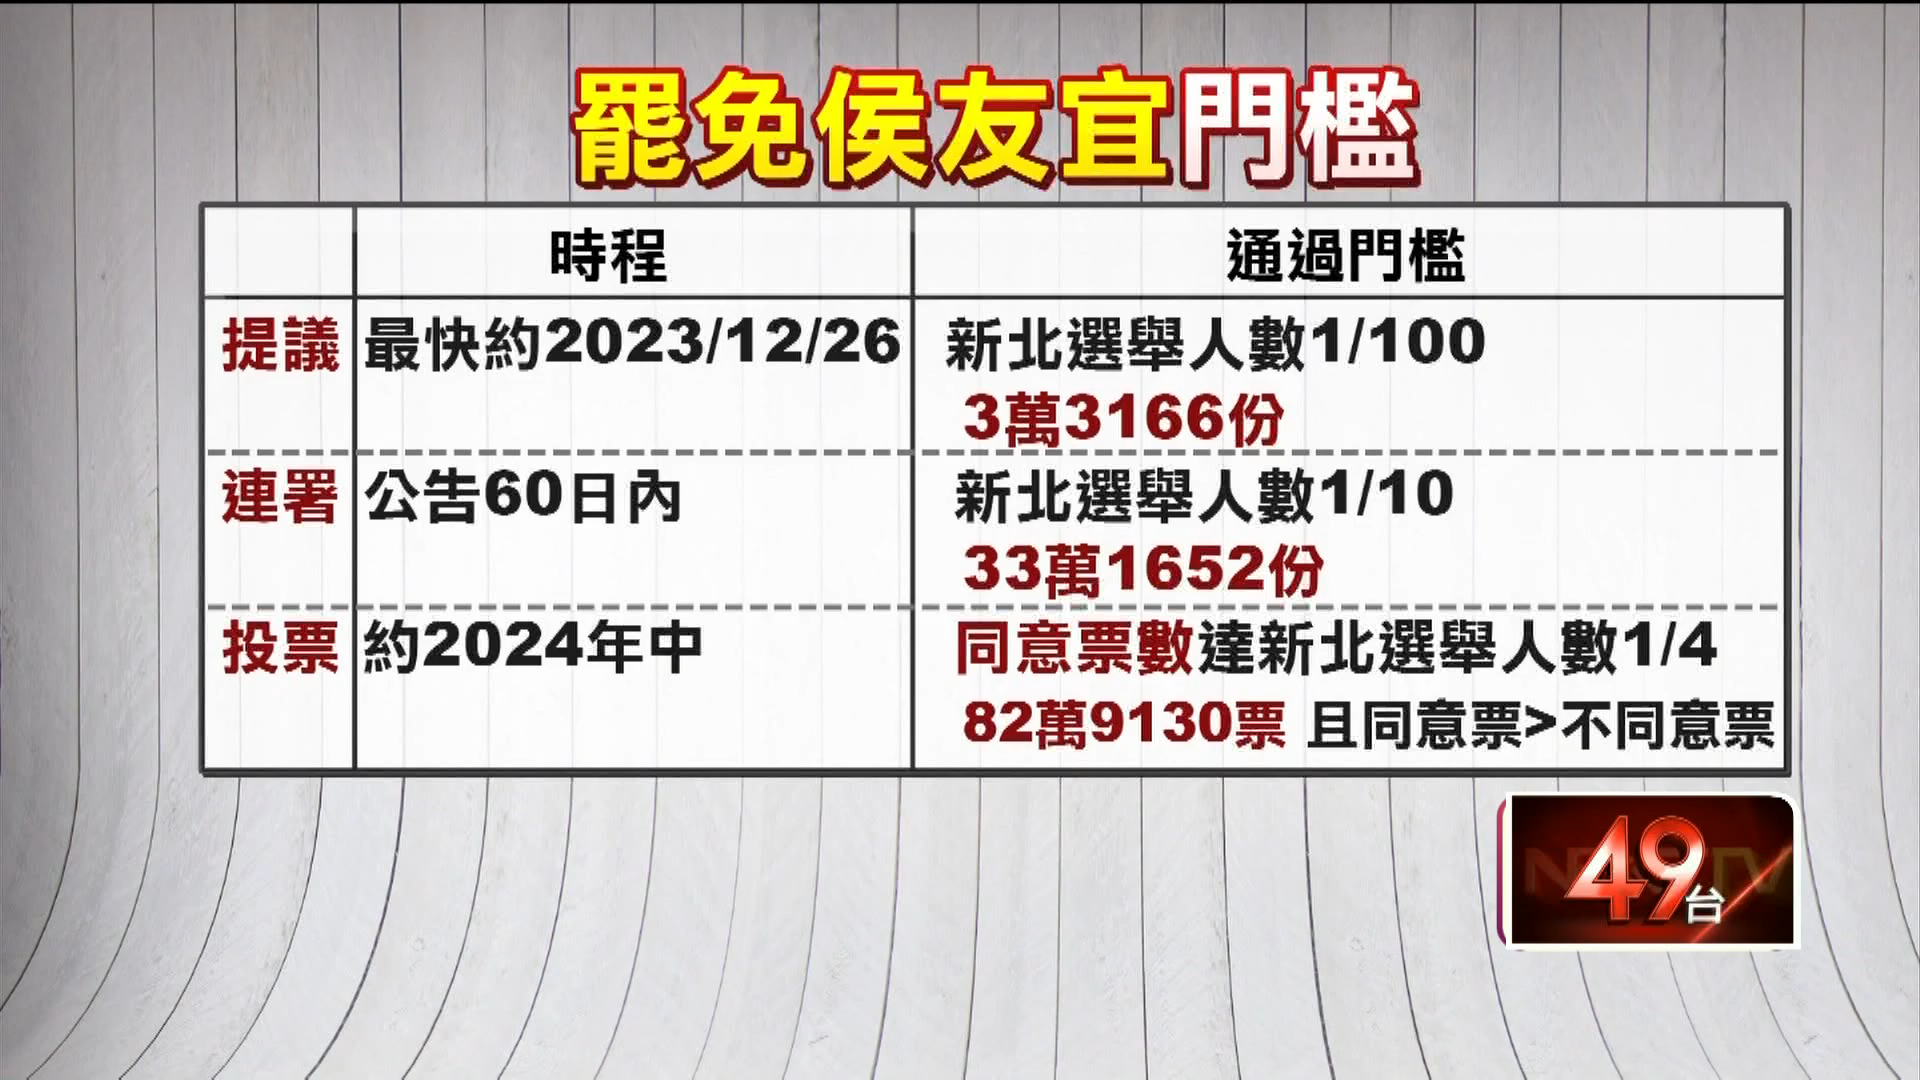 罷免侯友宜門檻
時程 通過門檻
提議 最快約2023/12/26 新北選舉人數1/100
3萬3166份
連署 公告60日內 新北選舉人數1/10
33萬1652份
投票 約2024年中 同意票數達新北選舉人數1/4
82萬9130票 且同意票>不同意票
49台